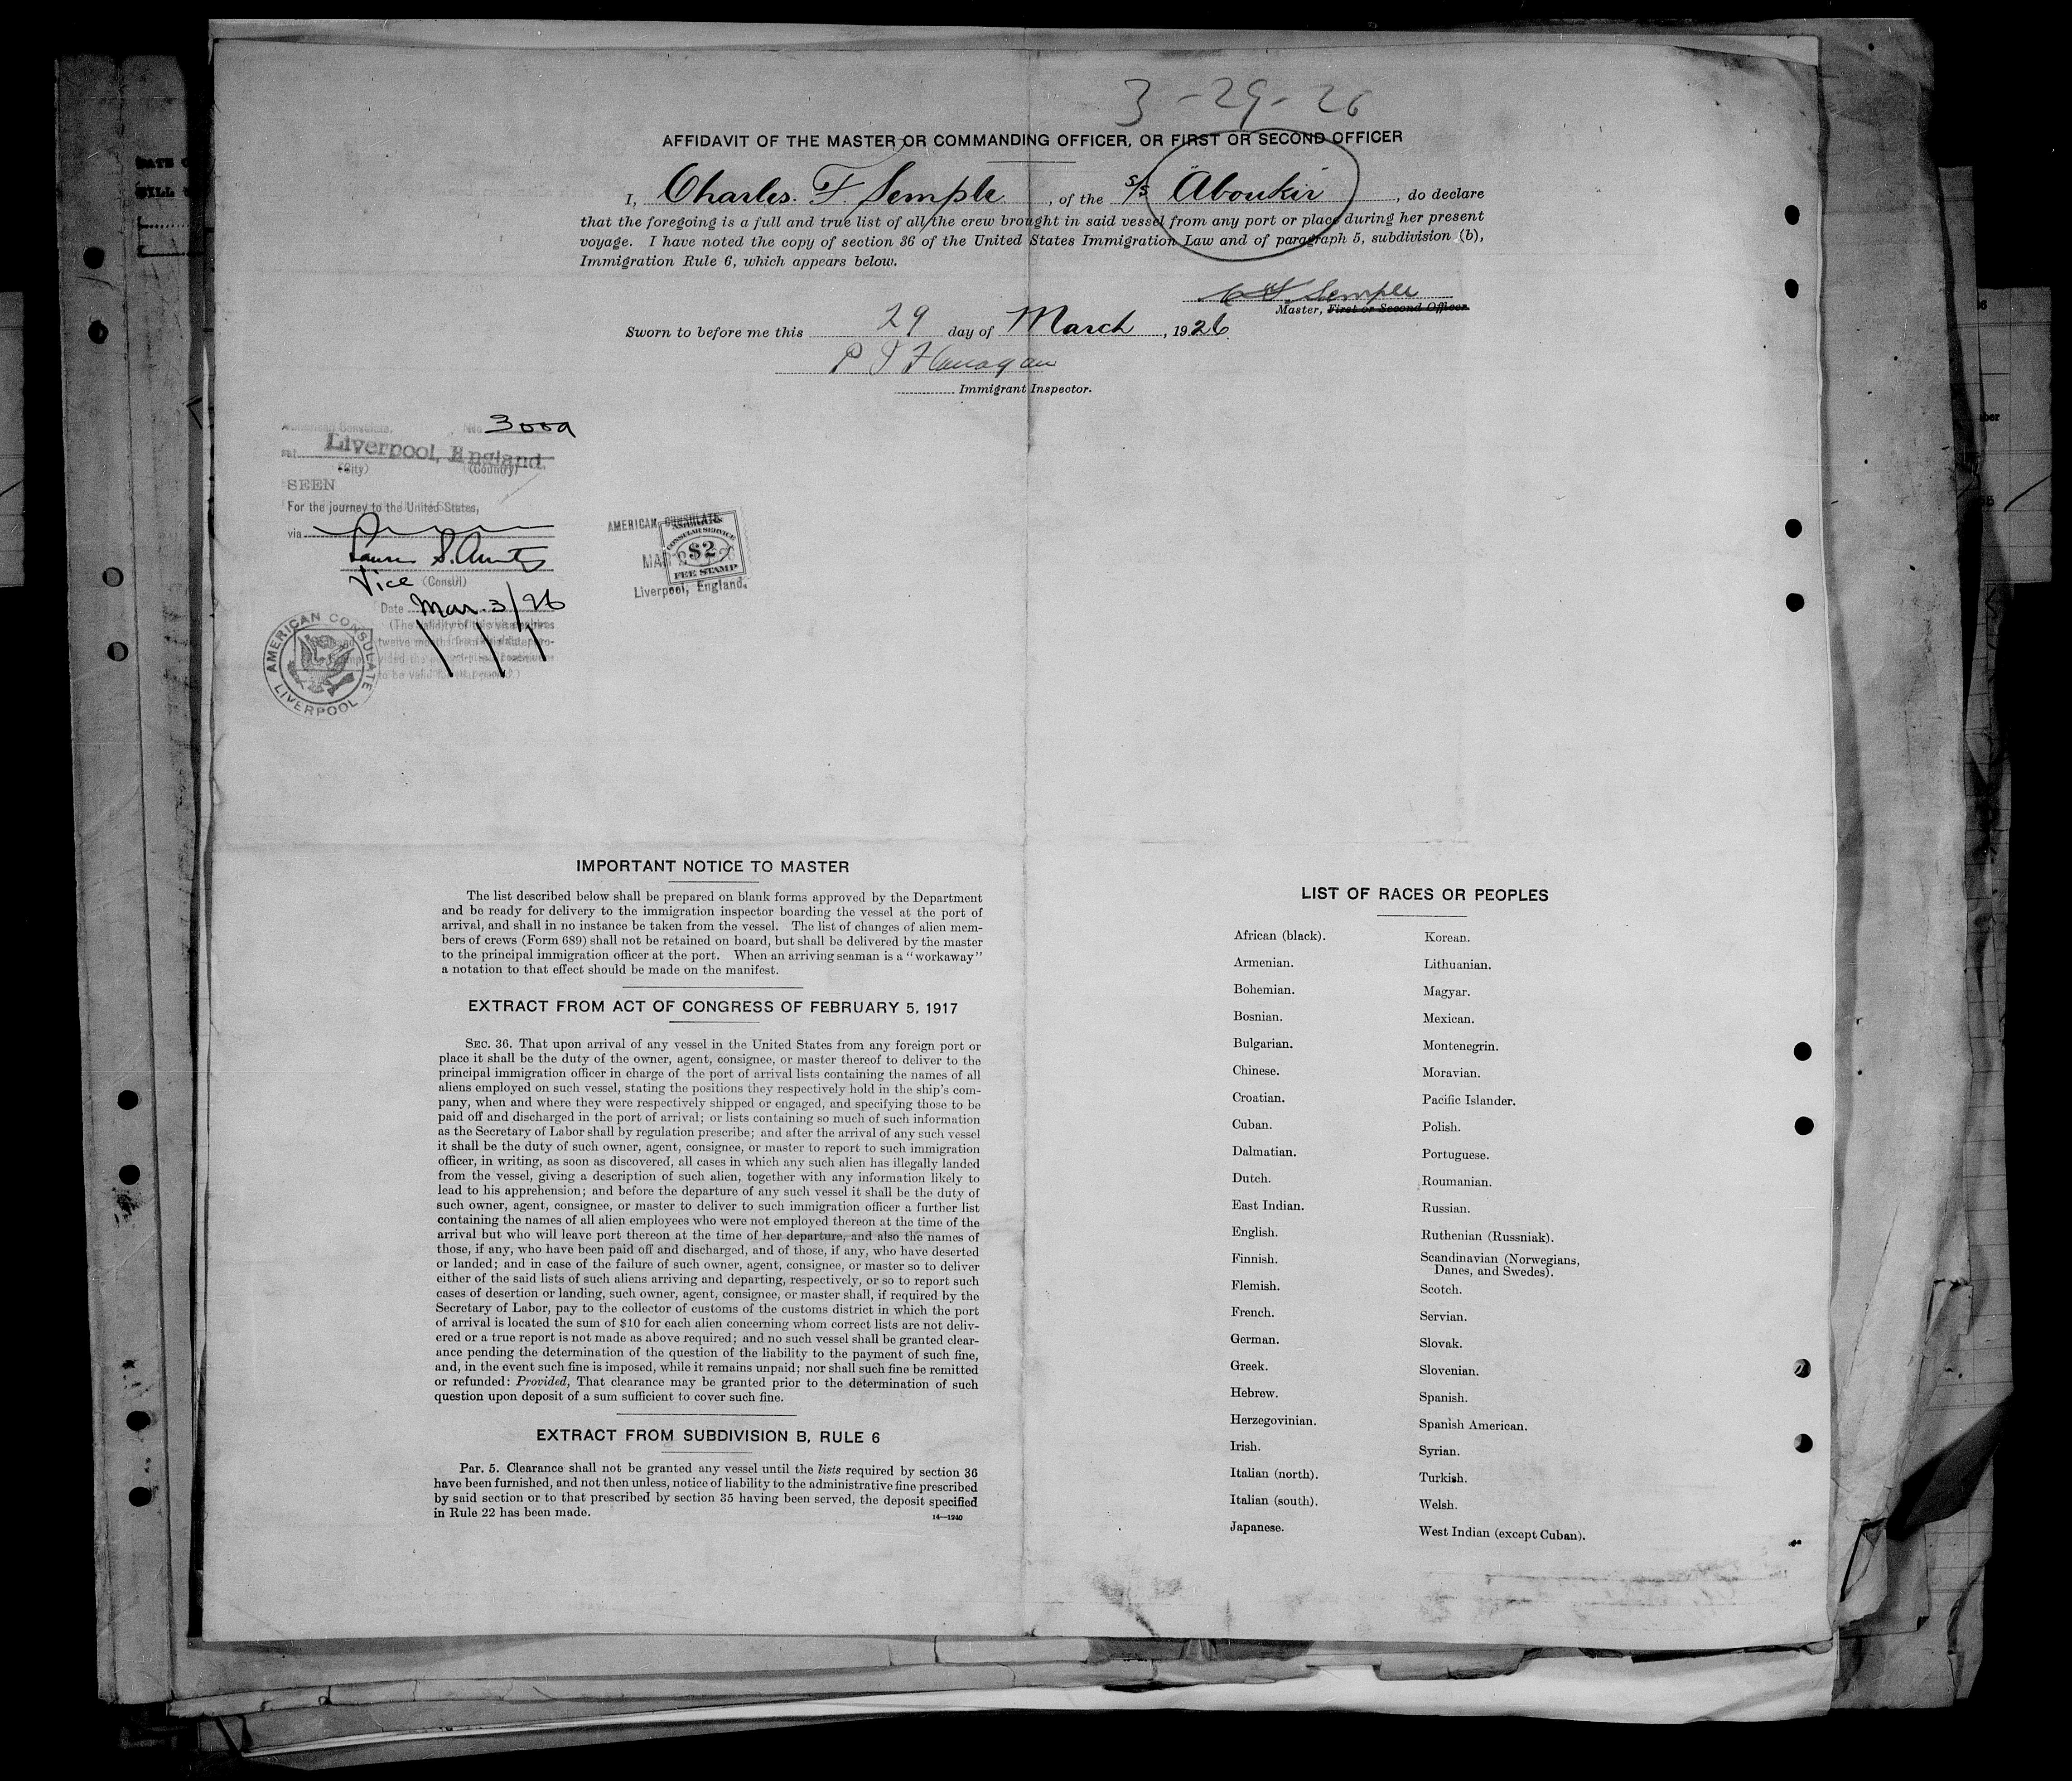 3-29-26
AFFIDAVIT OF THE MASTER OR COMMANDING OFFICER, OR FIRST OR SECOND OFFICER
I, Charles. F. Semple, of the S/S Aboukir, do declare
that the foregoing is a full and true list of all the crew brought in said vessel from any port or place during her present
voyage. I have noted the copy of section 36 of the United States Immigration Law and of paragraph 5, subdivision (b),
Immigration Rule 6, which appears below.
C F Semple
Master, First or Second Officer.
Sworn to before me this 29 day of March, 1926.
P J Flanagan
Immigrant Inspector.
American Consulate, No.
Liverpool, England
(City) (Country)
SEEN
For the journey to the United States,
via
Vice (Consul)
Date Mar. 3/26
AMERICAN CONSULATE
LIVERPOOL
AMERICAN CONSULATE
MAR
CONSULAR SERVICE
$2
FEE STAMP
Liverpool, England.
IMPORTANT NOTICE TO MASTER
The list described below shall be prepared on blank forms approved by the Department
and be ready for delivery to the immigration inspector boarding the vessel at the port of
arrival, and shall in no instance be taken from the vessel. The list of changes of alien mem-
bers of crews (Form 689) shall not be retained on board, but shall be delivered by the master
to the principal immigration officer at the port. When an arriving seaman is a "workaway"
a notation to that effect should be made on the manifest.
EXTRACT FROM ACT OF CONGRESS OF FEBRUARY 5, 1917
SEC. 36. That upon arrival of any vessel in the United States from any foreign port or
place it shall be the duty of the owner, agent, consignee, or master thereof to deliver to the
principal immigration officer in charge of the port of arrival lists containing the names of all
aliens employed on such vessel, stating the positions they respectively hold in the ship's com-
pany, when and where they were respectively shipped or engaged, and specifying those to be
paid off and discharged in the port of arrival; or lists containing so much of such information
as the Secretary of Labor shall by regulation prescribe; and after the arrival of any such vessel
it shall be the duty of such owner, agent, consignee, or master to report to such immigration
officer, in writing, as soon as discovered, all cases in which any such alien has illegally landed
from the vessel, giving a description of such alien, together with any information likely to
lead to his apprehension; and before the departure of any such vessel it shall be the duty of
such owner, agent, consignee, or master to deliver to such immigration officer a further list
containing the names of all alien employees who were not employed thereon at the time of the
arrival but who will leave port thereon at the time of her departure, and also the names of
those, if any, who have been paid off and discharged, and of those, if any, who have deserted
or landed; and in case of the failure of such owner, agent, consignee, or master so to deliver
either of the said lists of such aliens arriving and departing, respectively, or so to report such
cases of desertion or landing, such owner, agent, consignee, or master shall, if required by the
Secretary of Labor, pay to the collector of customs of the customs district in which the port
of arrival is located the sum of $10 for each alien concerning whom correct lists are not deliv-
ered or a true report is not made as above required; and no such vessel shall be granted clear-
ance pending the determination of the question of the liability to the payment of such fine,
and, in the event such fine is imposed, while it remains unpaid; nor shall such fine be remitted
or refunded: Provided, That clearance may be granted prior to the determination of such
question upon deposit of a sum sufficient to cover such fine.
EXTRACT FROM SUBDIVISION B, RULE 6
Par. 5. Clearance shall not be granted any vessel until the lists required by section 36
have been furnished, and not then unless, notice of liability to the administrative fine prescribed
by said section or to that prescribed by section 35 having been served, the deposit specified
in Rule 22 has been made.
14—1240
LIST OF RACES OR PEOPLES
African (black).
Armenian.
Bohemian.
Bosnian.
Bulgarian.
Chinese.
Croatian.
Cuban.
Dalmatian.
Dutch.
East Indian.
English.
Finnish.
Flemish.
French.
German.
Greek.
Hebrew.
Herzegovinian.
Irish.
Italian (north).
Italian (south).
Japanese.
Korean.
Lithuanian.
Magyar.
Mexican.
Montenegrin.
Moravian.
Pacific Islander.
Polish.
Portuguese.
Roumanian.
Russian.
Ruthenian (Russniak).
Scandinavian (Norwegians,
Danes, and Swedes).
Scotch.
Servian.
Slovak.
Slovenian.
Spanish.
Spanish American.
Syrian.
Turkish.
Welsh.
West Indian (except Cuban).